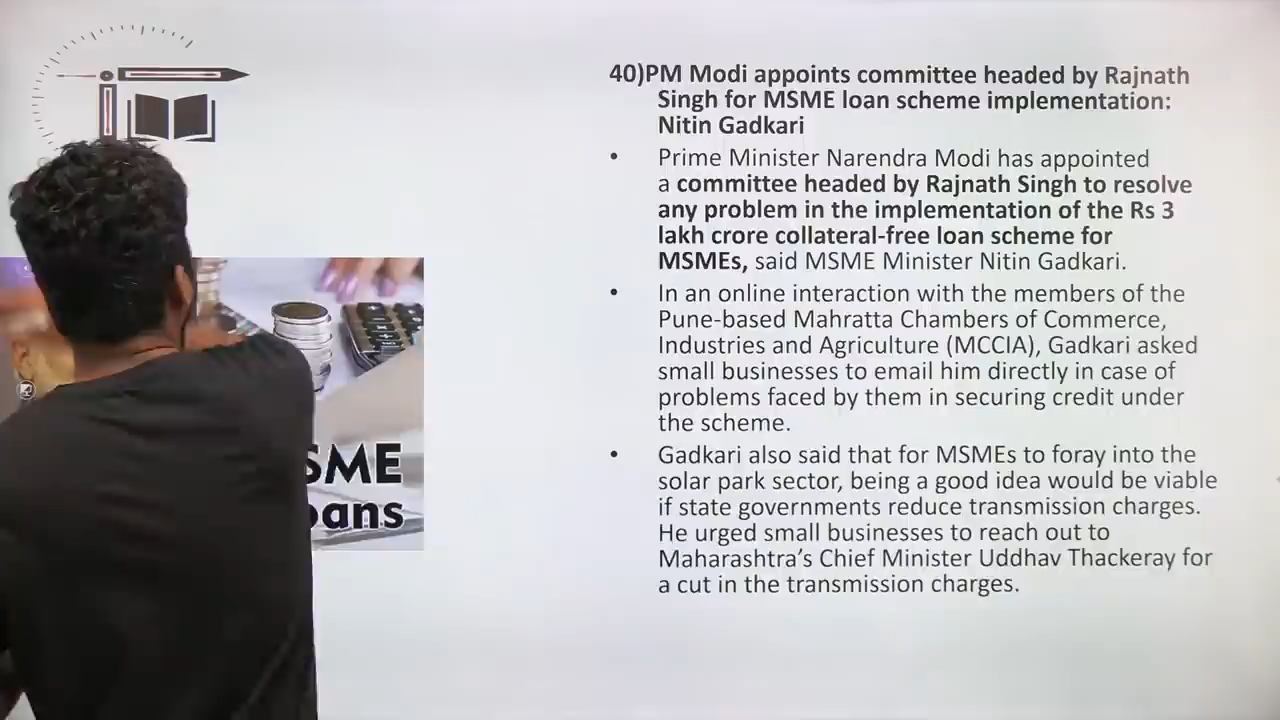 40)PM Modi appoints committee headed by Rajnath
Singh for MSME loan scheme implementation:
Nitin Gadkari
• Prime Minister Narendra Modi has appointed
a committee headed by Rajnath Singh to resolve
any problem in the implementation of the Rs 3
lakh crore collateral-free loan scheme for
MSMEs, said MSME Minister Nitin Gadkari.
• In an online interaction with the members of the
Pune-based Mahratta Chambers of Commerce,
Industries and Agriculture (MCCIA), Gadkari asked
small businesses to email him directly in case of
problems faced by them in securing credit under
the scheme.
• Gadkari also said that for MSMEs to foray into the
solar park sector, being a good idea would be viable
if state governments reduce transmission charges.
He urged small businesses to reach out to
Maharashtra’s Chief Minister Uddhav Thackeray for
a cut in the transmission charges.
SME
oans